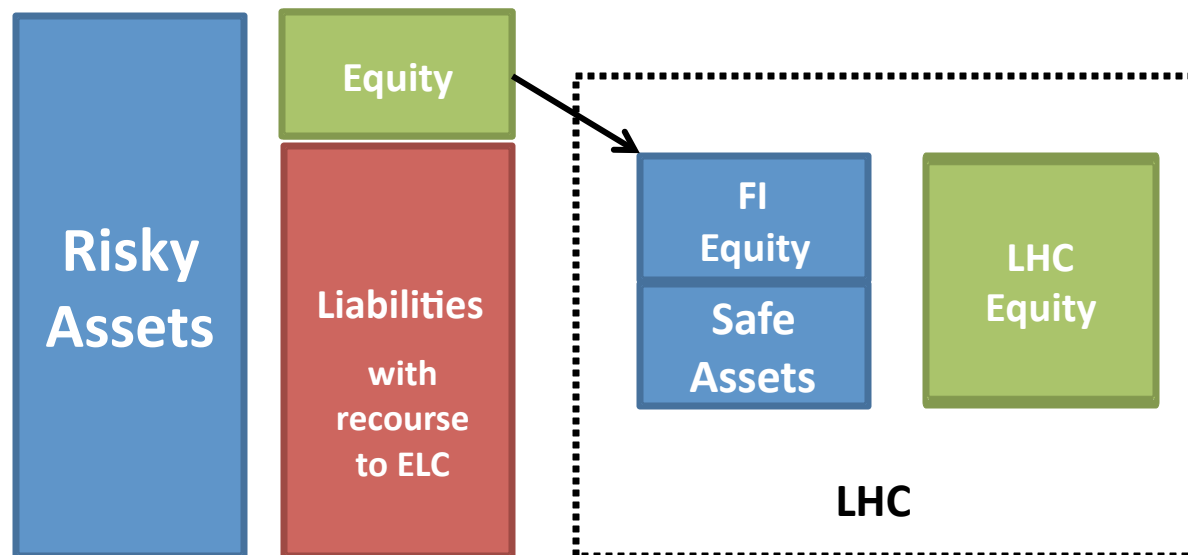 Risky
Assets
Equity
Liabilities
with
recourse
to ELC
FI
Equity
Safe
Assets
LHC
Equity
LHC